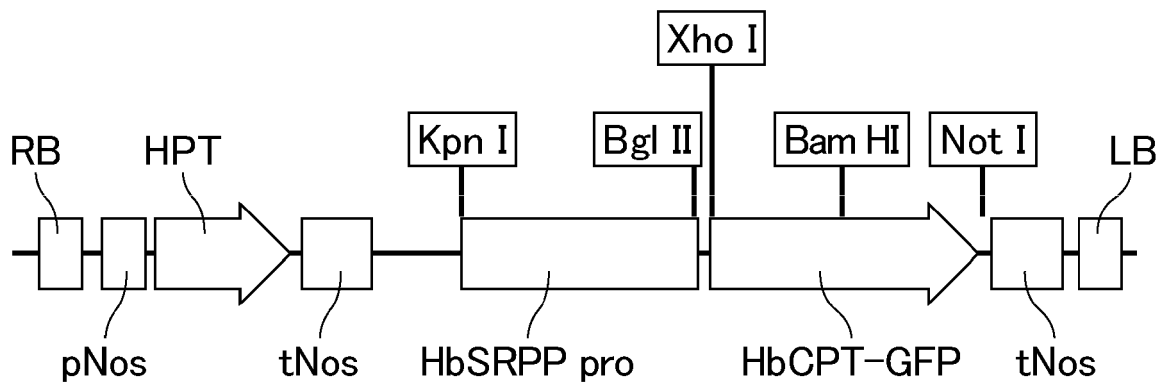 Xho I
Kpn I
Bgl II
Bam HI
Not I
RB
HPT
LB
pNos
tNos
HbSRPP pro
HbCPT-GFP
tNos